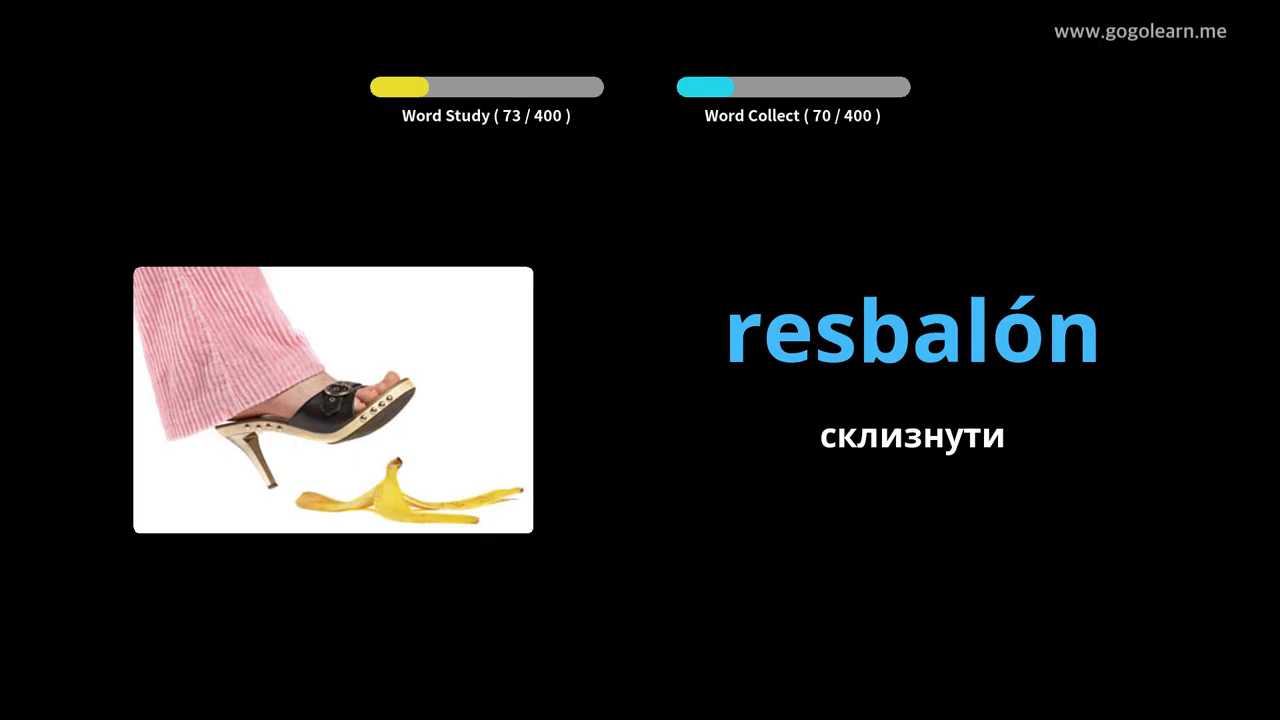 www.gogolearn.me
Word Study ( 73 / 400 )
Word Collect ( 70 / 400 )
resbalón
склизнути